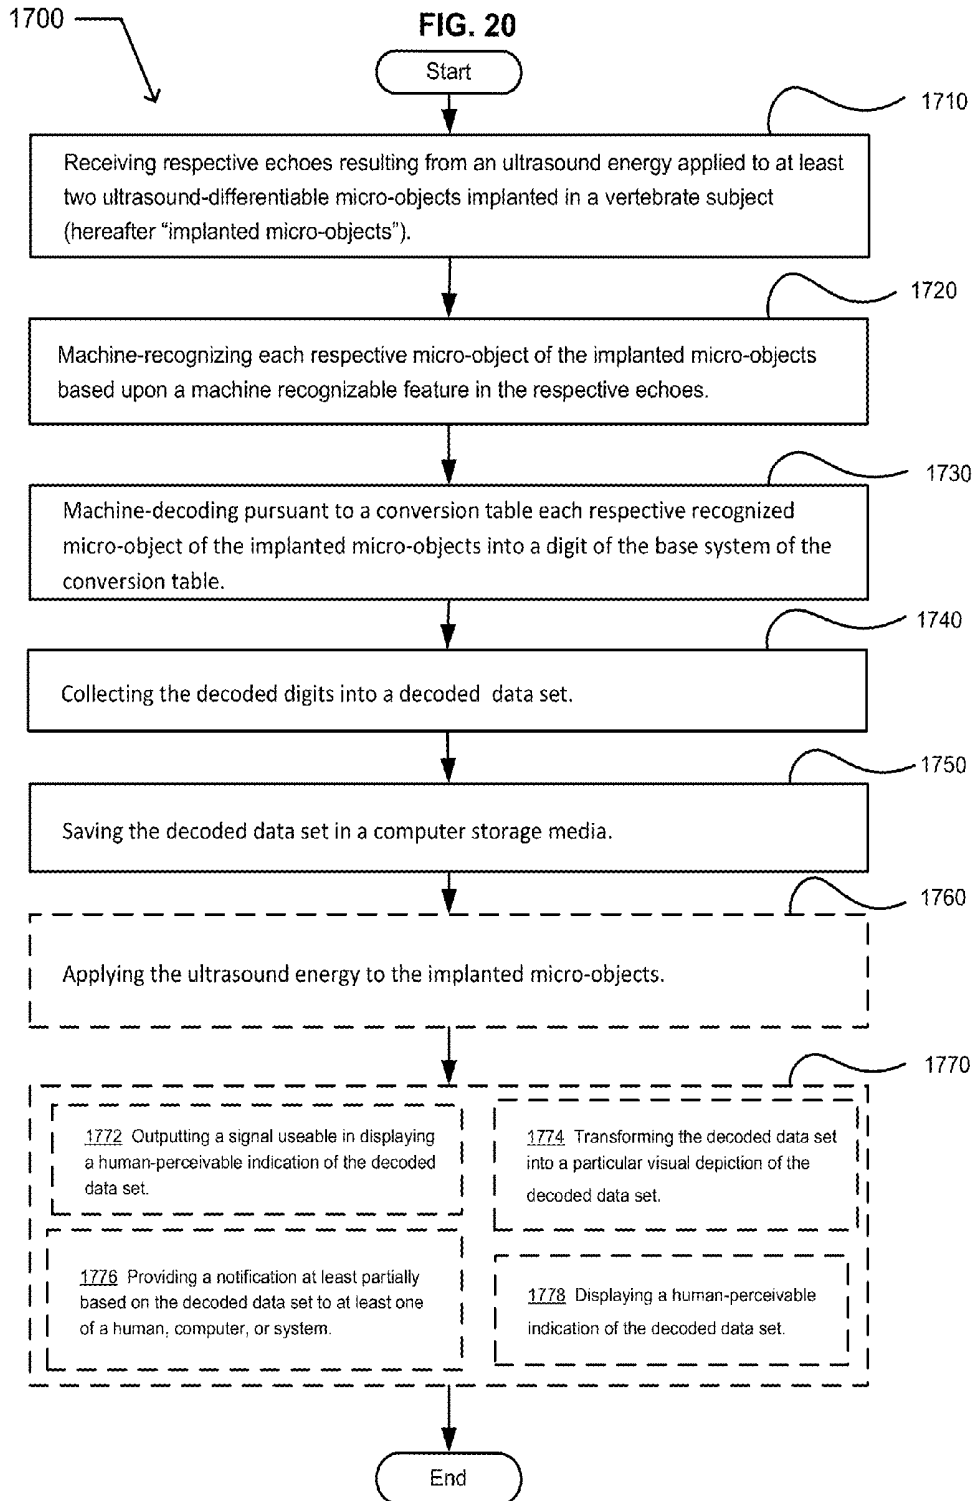 1700
FIG. 20
Start
1710
Receiving respective echoes resulting from an ultrasound energy applied to at least
two ultrasound-differentiable micro-objects implanted in a vertebrate subject
(hereafter “implanted micro-objects”).
1720
Machine-recognizing each respective micro-object of the implanted micro-objects
based upon a machine recognizable feature in the respective echoes.
1730
Machine-decoding pursuant to a conversion table each respective recognized
micro-object of the implanted micro-objects into a digit of the base system of the
conversion table.
1740
Collecting the decoded digits into a decoded data set.
1750
Saving the decoded data set in a computer storage media.
1760
Applying the ultrasound energy to the implanted micro-objects.
1770
1772 Outputting a signal useable in displaying
a human-perceivable indication of the decoded
data set.
1774 Transforming the decoded data set
into a particular visual depiction of the
decoded data set.
1776 Providing a notification at least partially
based on the decoded data set to at least one
of a human, computer, or system.
1778 Displaying a human-perceivable
indication of the decoded data set.
End